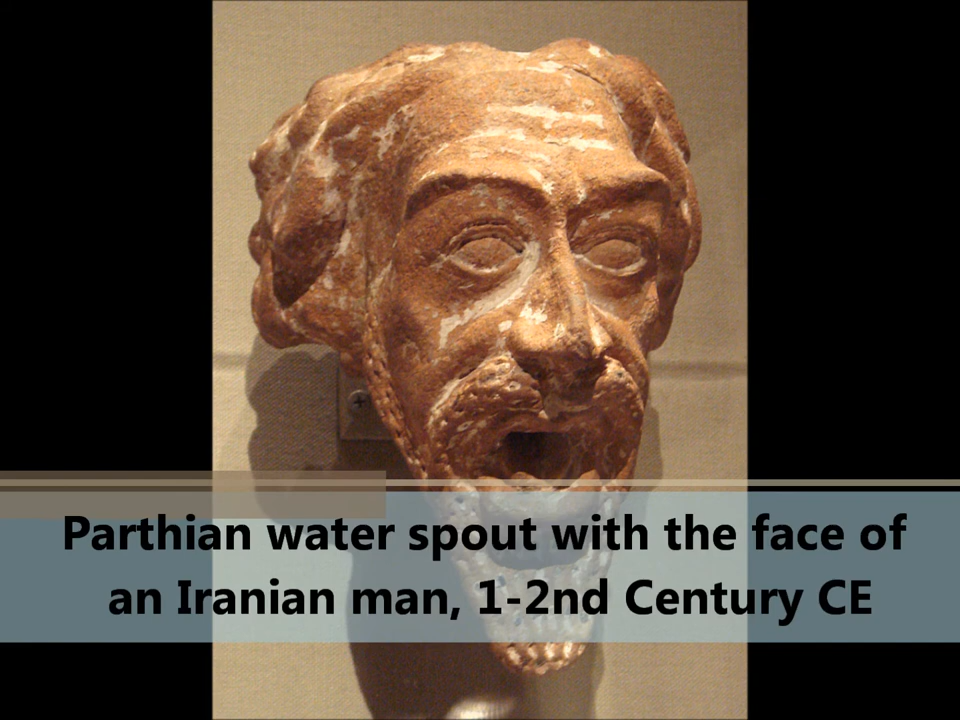 Parthian water spout with the face of
an Iranian man, 1-2nd Century CE